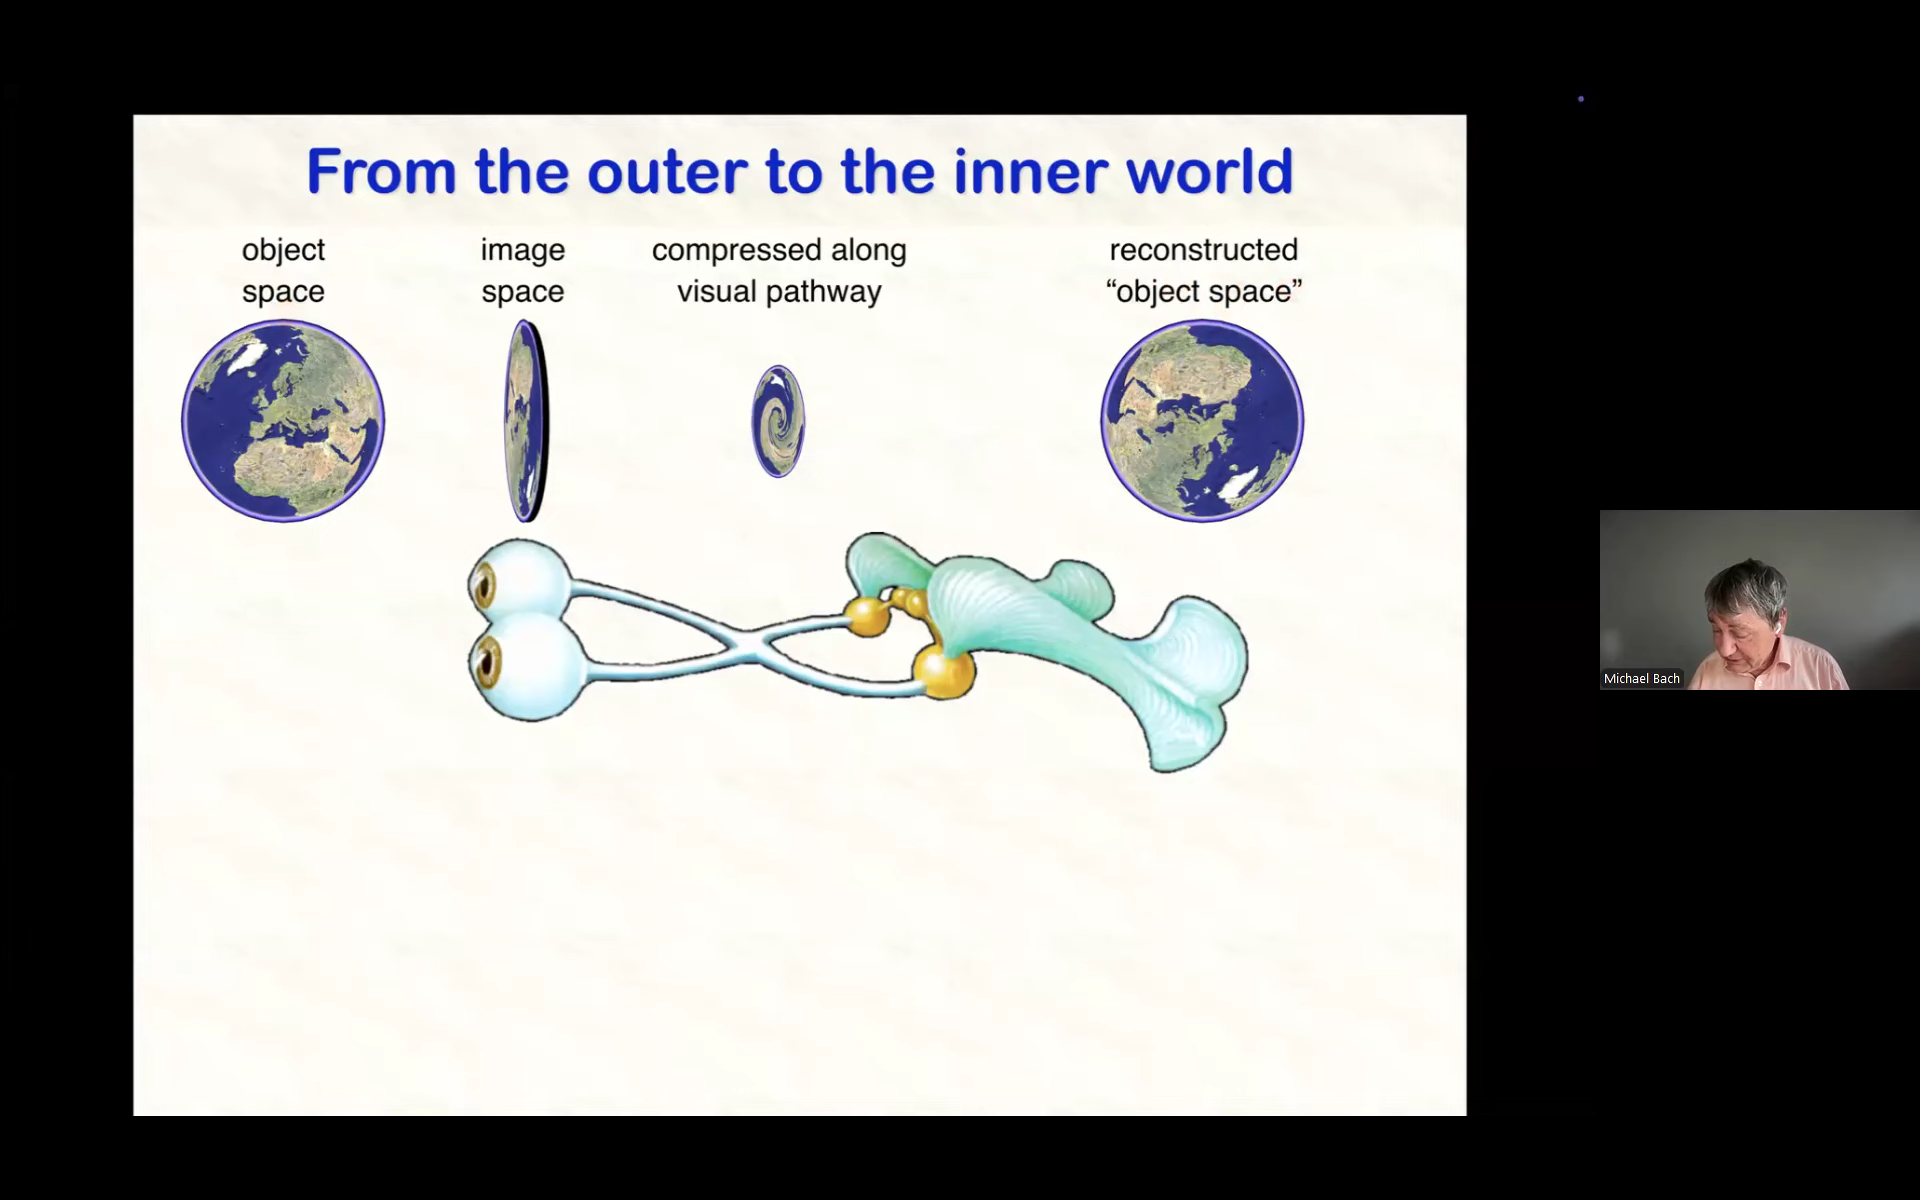 From the outer to the inner world
object
space
image
space
compressed along
visual pathway
reconstructed
“object space”
Michael Bach